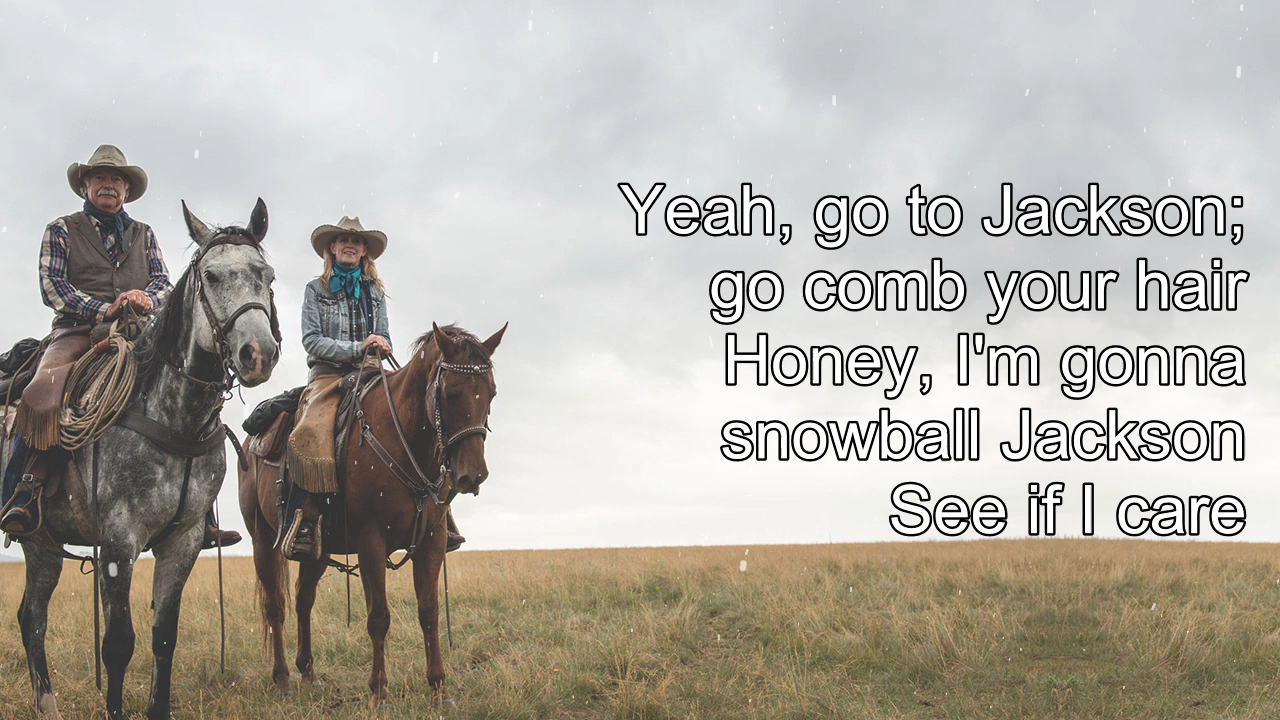 Yeah, go to Jackson;
go comb your hair
Honey, I'm gonna
snowball Jackson
See if I care